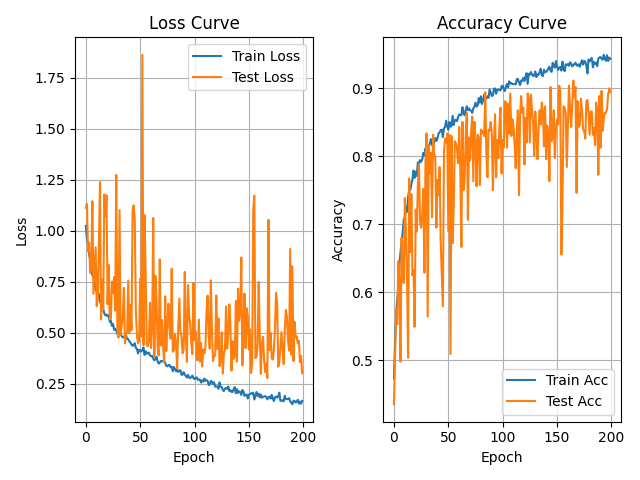 Loss Curve
Train Loss
Test Loss
1.75
1.50
1.25
1.00
0.75
0.50
0.25
Loss
0
50
100
150
200
Epoch
Accuracy Curve
0.9
0.8
0.7
0.6
0.5
Accuracy
Train Acc
Test Acc
0
50
100
150
200
Epoch